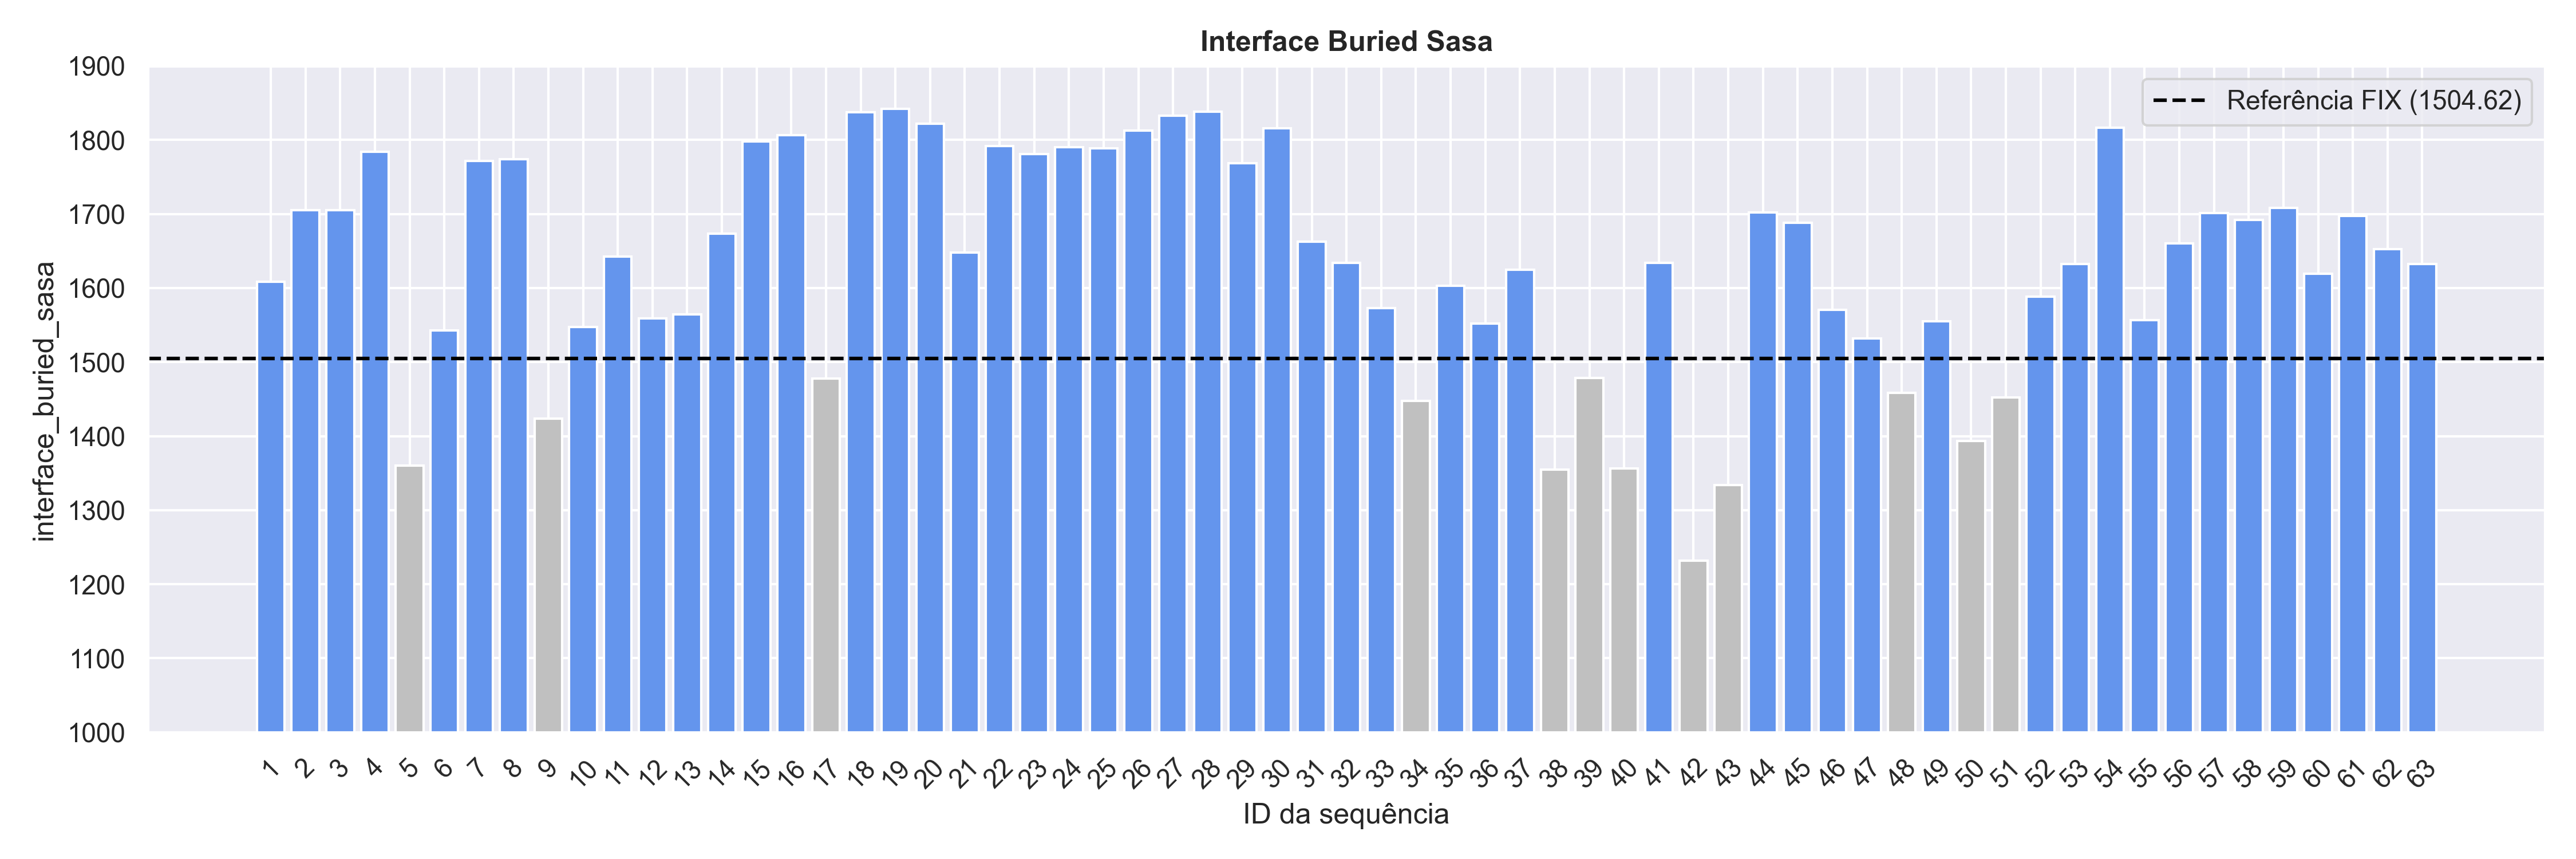 Interface Buried Sasa
1900
1800
1700
1600
1500
1400
1300
1200
1100
1000
interface_buried_sasa
Referência FIX (1504.62)
1 2 3 4 5 6 7 8 9 10 11 12 13 14 15 16 17 18 19 20 21 22 23 24 25 26 27 28 29 30 31 32 33 34 35 36 37 38 39 40 41 42 43 44 45 46 47 48 49 50 51 52 53 54 55 56 57 58 59 60 61 62 63
ID da sequência